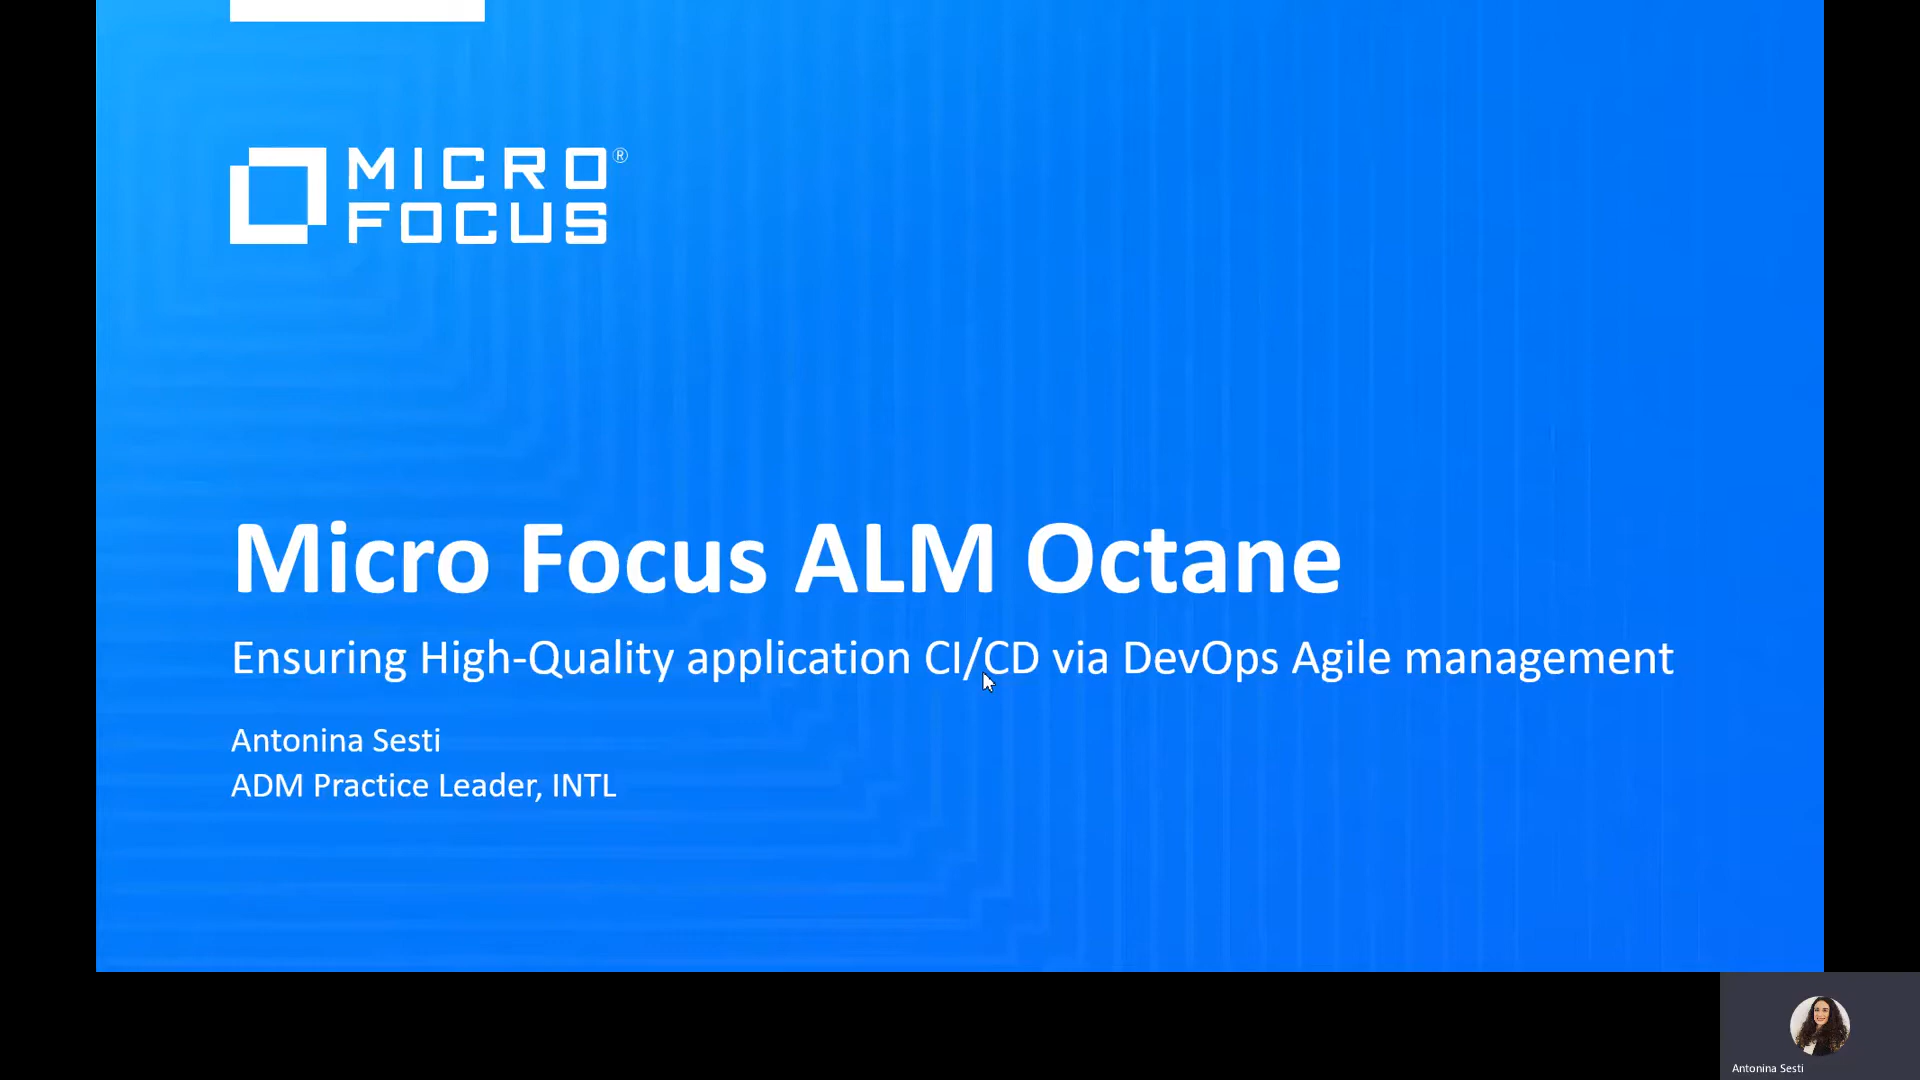 MICRO
FOCUS®
Micro Focus ALM Octane
Ensuring High-Quality application CI/CD via DevOps Agile management
Antonina Sesti
ADM Practice Leader, INTL
Antonina Sesti